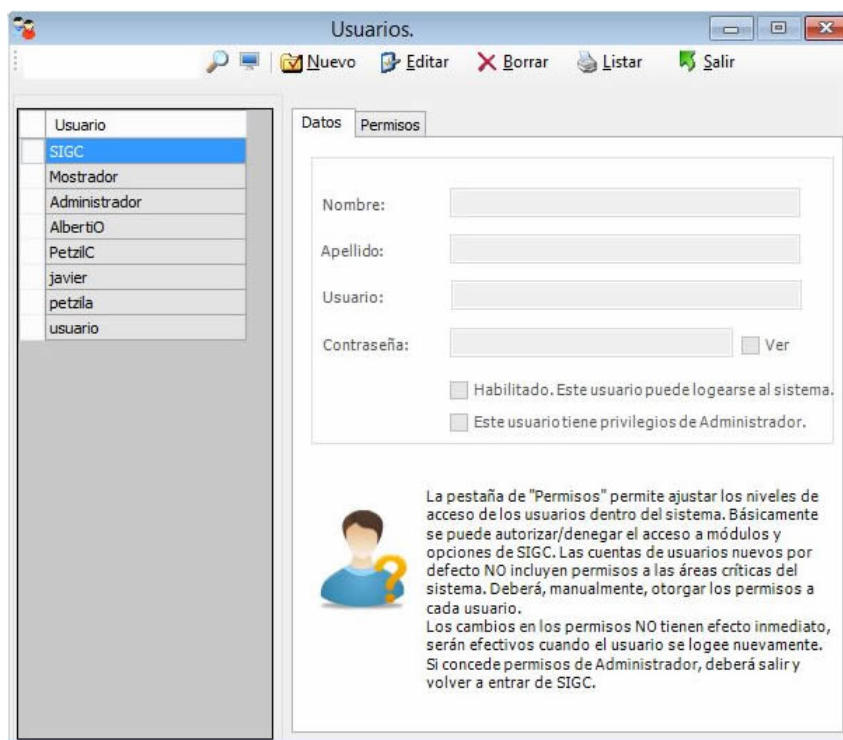 Usuarios.
Nuevo Editar Borrar Listar Salir
Usuario
SIGC
Mostrador
Administrador
AlbertiO
PetzilC
javier
petzila
usuario
Datos Permisos
Nombre:
Apellido:
Usuario:
Contraseña: Ver
Habilitado. Este usuario puede logearse al sistema.
Este usuario tiene privilegios de Administrador.
La pestaña de "Permisos" permite ajustar los niveles de
acceso de los usuarios dentro del sistema. Básicamente
se puede autorizar/denegar el acceso a módulos y
opciones de SIGC. Las cuentas de usuarios nuevos por
defecto NO incluyen permisos a las áreas críticas del
sistema. Deberá, manualmente, otorgar los permisos a
cada usuario.
Los cambios en los permisos NO tienen efecto inmediato,
serán efectivos cuando el usuario se logee nuevamente.
Si concede permisos de Administrador, deberá salir y
volver a entrar de SIGC.